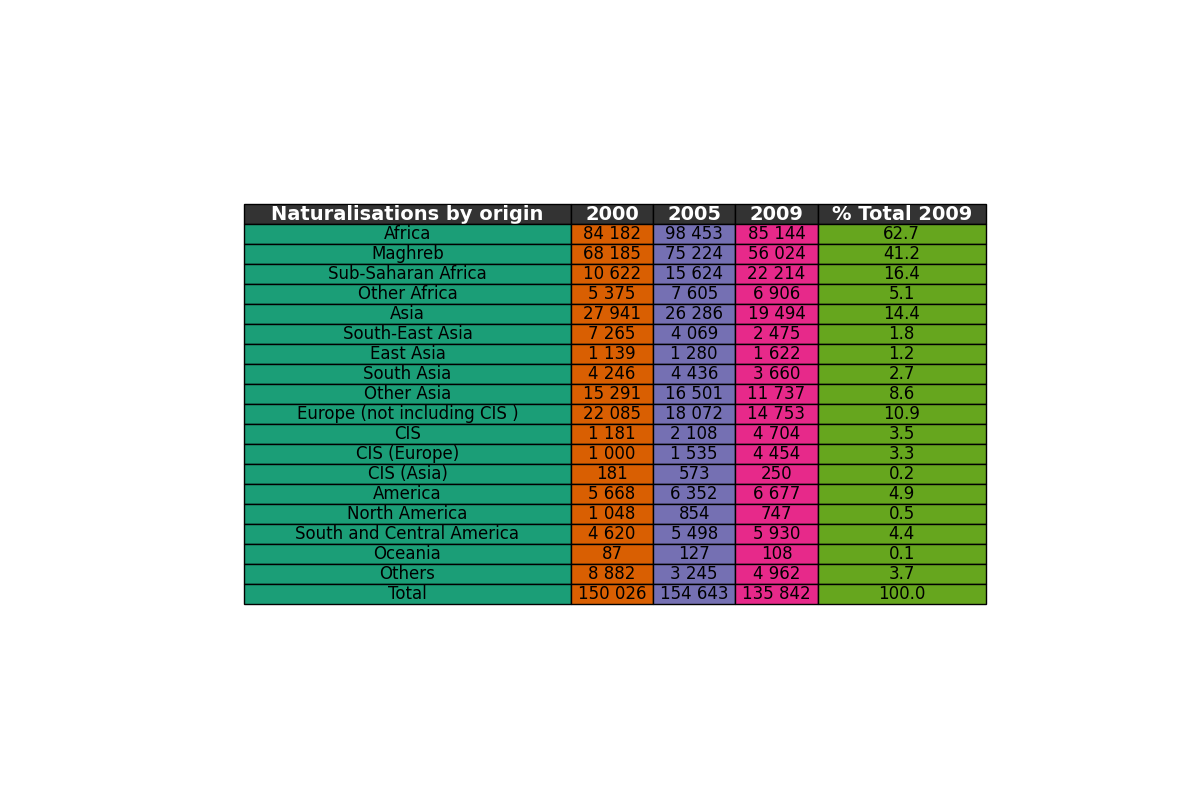 Naturalisations by origin 2000 2005 2009 % Total 2009
Africa 84 182 98 453 85 144 62.7
Maghreb 68 185 75 224 56 024 41.2
Sub-Saharan Africa 10 622 15 624 22 214 16.4
Other Africa 5 375 7 605 6 906 5.1
Asia 27 941 26 286 19 494 14.4
South-East Asia 7 265 4 069 2 475 1.8
East Asia 1 139 1 280 1 622 1.2
South Asia 4 246 4 436 3 660 2.7
Other Asia 15 291 16 501 11 737 8.6
Europe (not including CIS ) 22 085 18 072 14 753 10.9
CIS 1 181 2 108 4 704 3.5
CIS (Europe) 1 000 1 535 4 454 3.3
CIS (Asia) 181 573 250 0.2
America 5 668 6 352 6 677 4.9
North America 1 048 854 747 0.5
South and Central America 4 620 5 498 5 930 4.4
Oceania 87 127 108 0.1
Others 8 882 3 245 4 962 3.7
Total 150 026 154 643 135 842 100.0